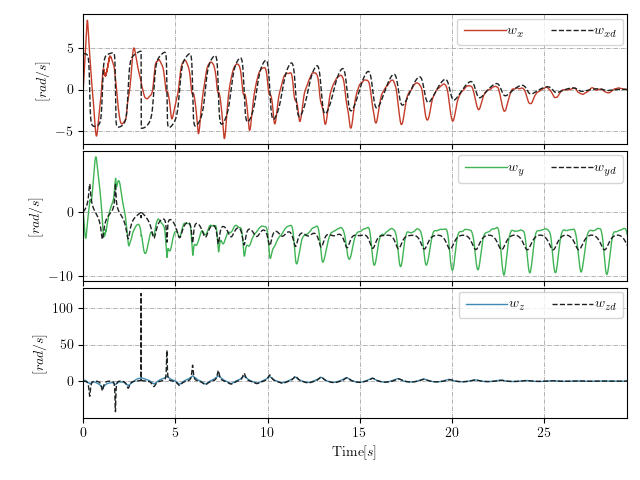 w_x w_xd
5
0
−5
[rad/s]
w_y w_yd
0
−10
[rad/s]
w_z w_zd
100
50
0
[rad/s]
0 5 10 15 20 25
Time[s]